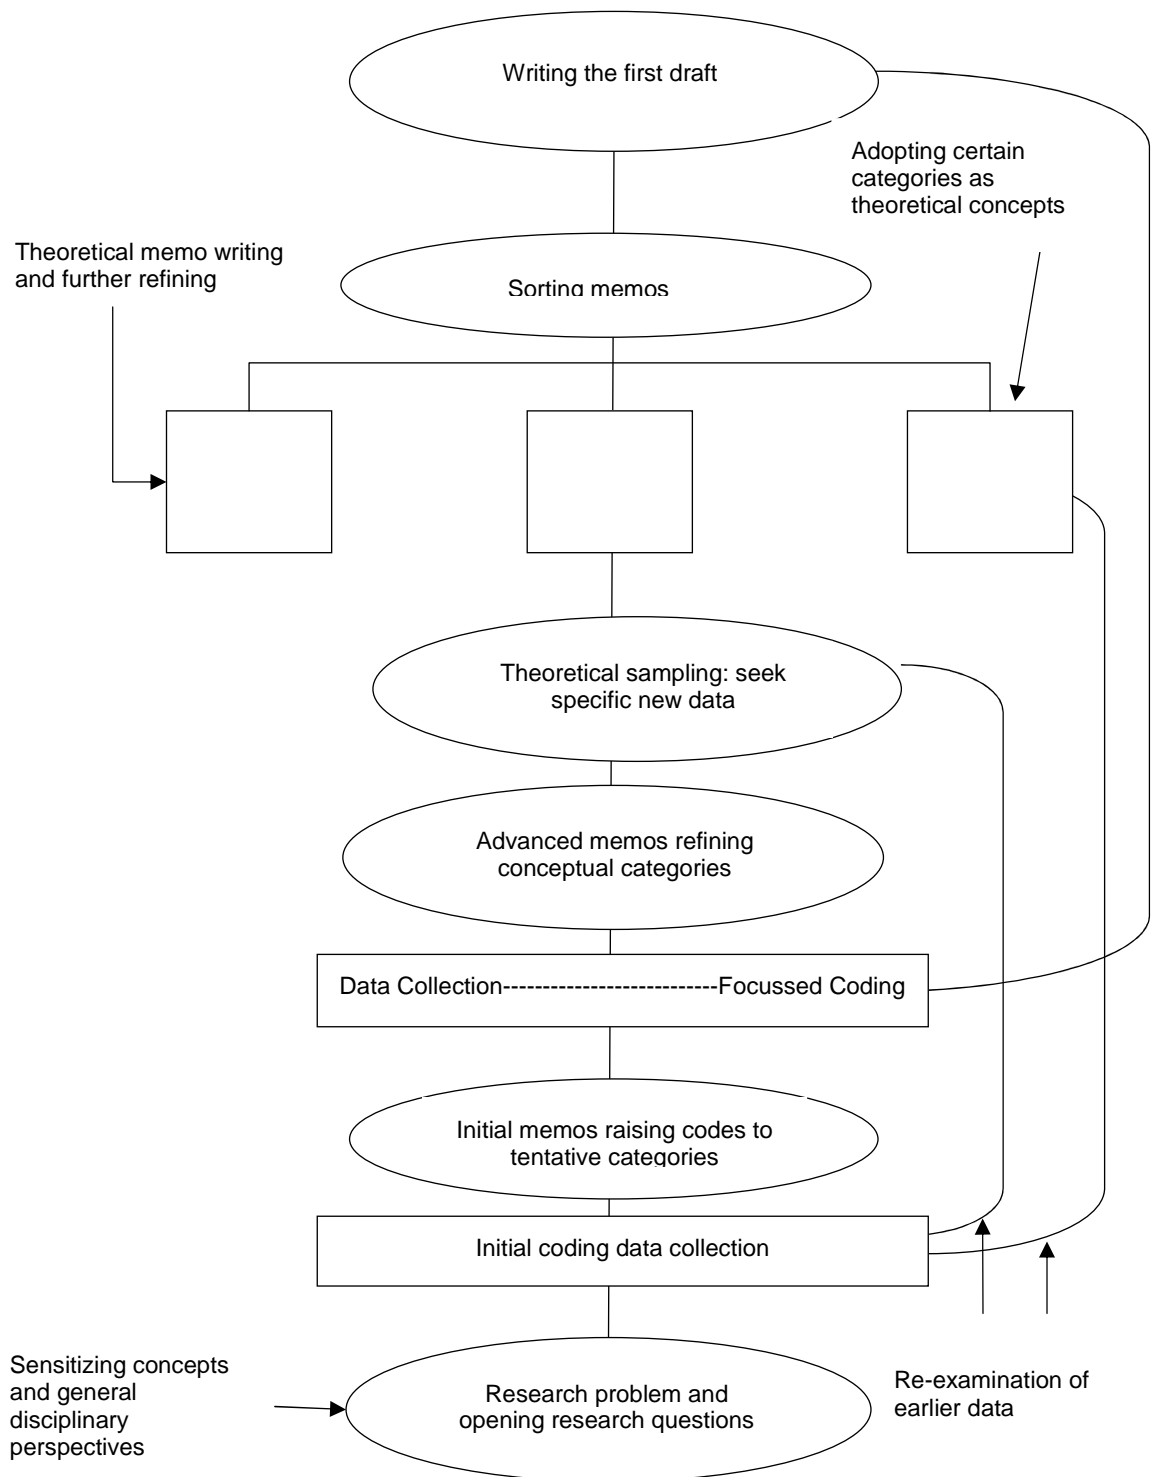 Writing the first draft
Adopting certain
categories as
theoretical concepts
Theoretical memo writing
and further refining
Sorting memos
Theoretical sampling: seek
specific new data
Advanced memos refining
conceptual categories
Data Collection---------------------------Focussed Coding
Initial memos raising codes to
tentative categories
Initial coding data collection
Sensitizing concepts
and general
disciplinary
perspectives
Research problem and
opening research questions
Re-examination of
earlier data